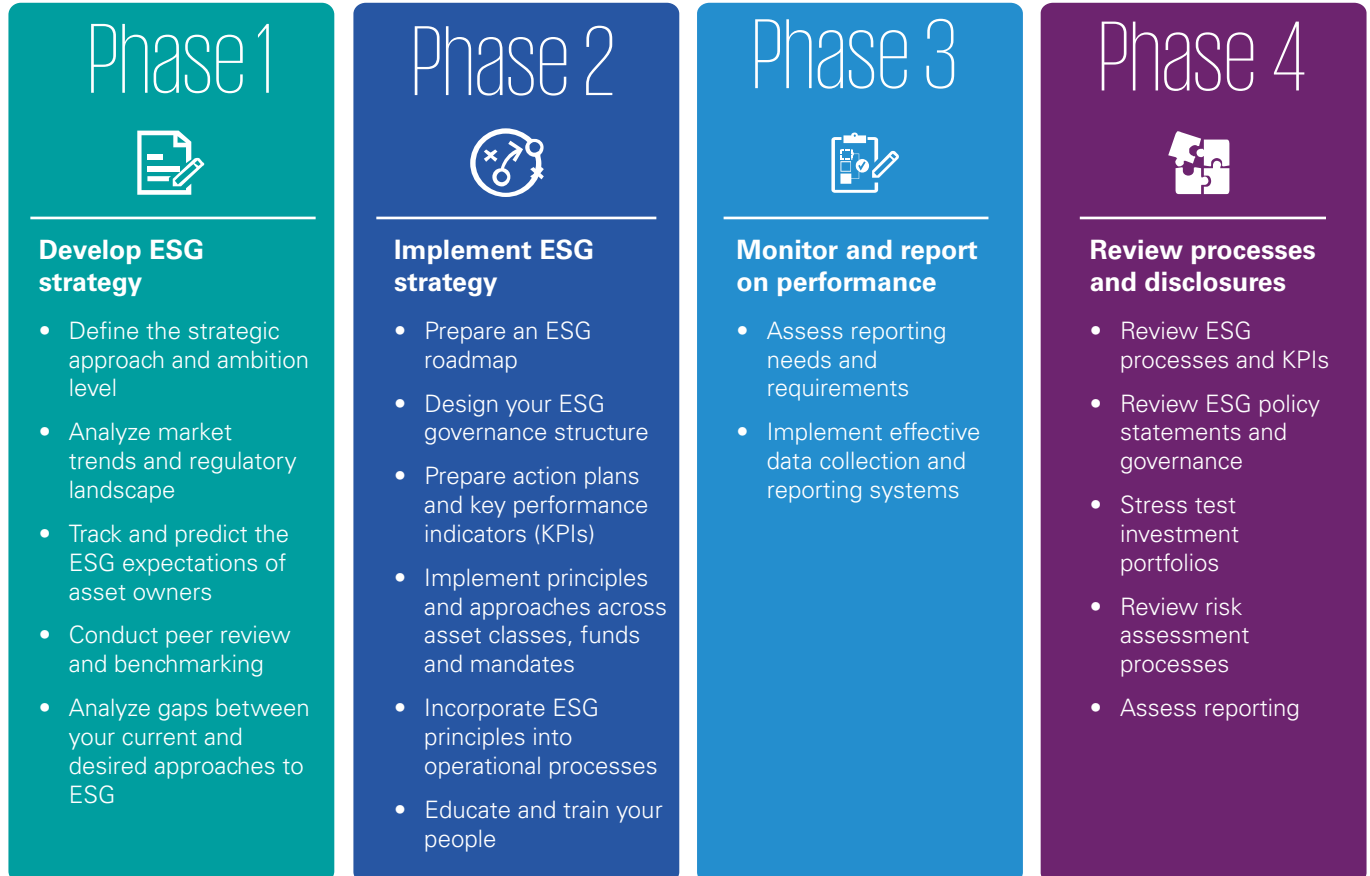 Phase 1
Develop ESG
strategy
• Define the strategic
approach and ambition
level
• Analyze market
trends and regulatory
landscape
• Track and predict the
ESG expectations of
asset owners
• Conduct peer review
and benchmarking
• Analyze gaps between
your current and
desired approaches to
ESG
Phase 2
Implement ESG
strategy
• Prepare an ESG
roadmap
• Design your ESG
governance structure
• Prepare action plans
and key performance
indicators (KPIs)
• Implement principles
and approaches across
asset classes, funds
and mandates
• Incorporate ESG
principles into
operational processes
• Educate and train your
people
Phase 3
Monitor and report
on performance
• Assess reporting
needs and
requirements
• Implement effective
data collection and
reporting systems
Phase 4
Review processes
and disclosures
• Review ESG
processes and KPIs
• Review ESG policy
statements and
governance
• Stress test
investment
portfolios
• Review risk
assessment
processes
• Assess reporting